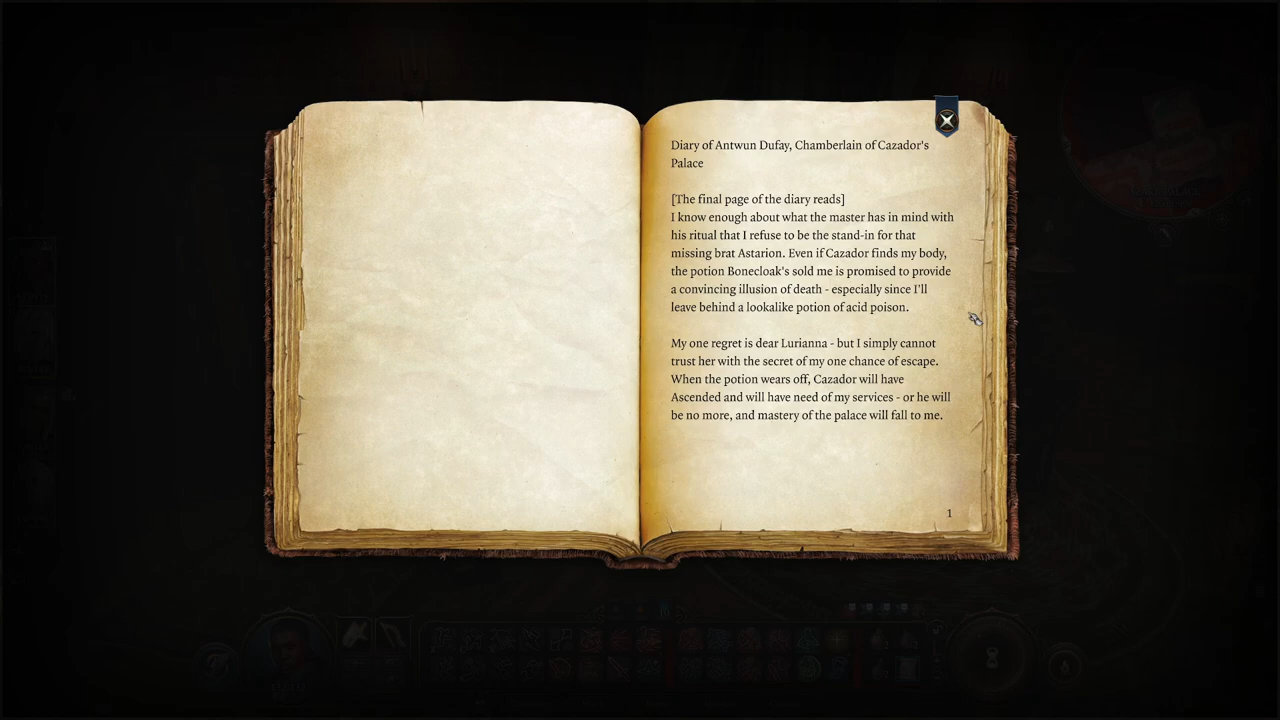 Diary of Antwun Dufay, Chamberlain of Cazador's
Palace
[The final page of the diary reads]
I know enough about what the master has in mind with
his ritual that I refuse to be the stand-in for that
missing brat Astarion. Even if Cazador finds my body,
the potion Bonecloak's sold me is promised to provide
a convincing illusion of death - especially since I'll
leave behind a lookalike potion of acid poison.
My one regret is dear Lurianna - but I simply cannot
trust her with the secret of my one chance of escape.
When the potion wears off, Cazador will have
Ascended and will have need of my services - or he will
be no more, and mastery of the palace will fall to me.
1